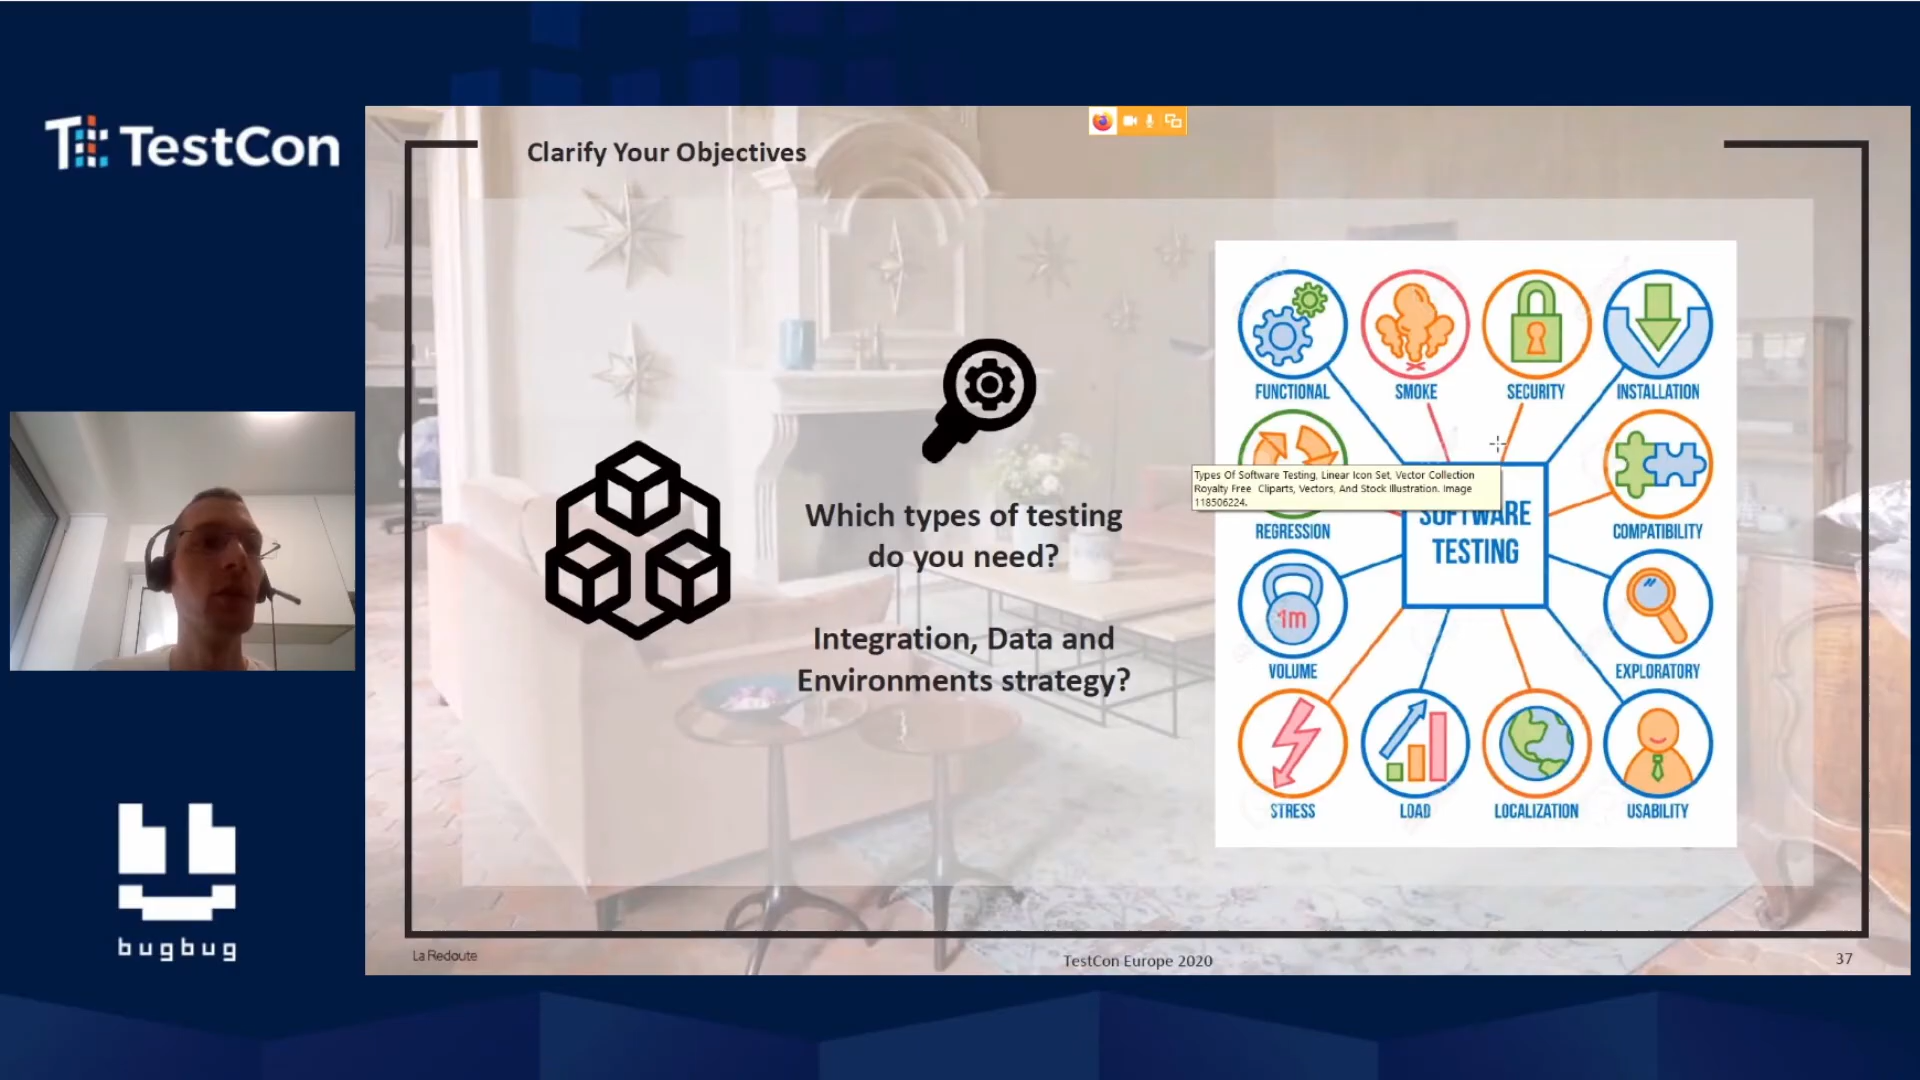 TestCon
Clarify Your Objectives
Which types of testing
do you need?
Integration, Data and
Environments strategy?
FUNCTIONAL
SMOKE
SECURITY
INSTALLATION
Types Of Software Testing, Linear Icon Set, Vector Collection
Royalty Free Cliparts, Vectors, And Stock Illustration. Image
118506224.
REGRESSION
SOFTWARE
TESTING
COMPATIBILITY
1m
VOLUME
EXPLORATORY
STRESS
LOAD
LOCALIZATION
USABILITY
bugbug
La Redoute
TestCon Europe 2020
37